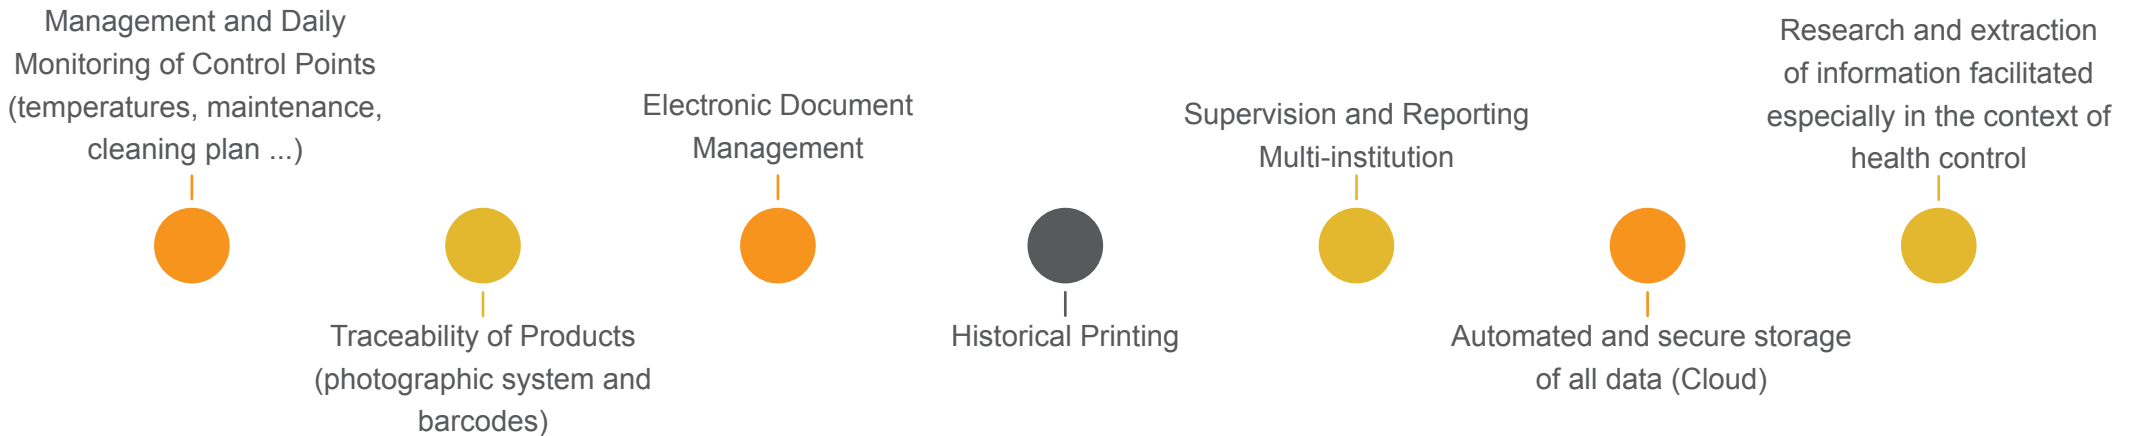 Management and Daily
Monitoring of Control Points
(temperatures, maintenance,
cleaning plan ...)
Traceability of Products
(photographic system and
barcodes)
Electronic Document
Management
Historical Printing
Supervision and Reporting
Multi-institution
Automated and secure storage
of all data (Cloud)
Research and extraction
of information facilitated
especially in the context of
health control